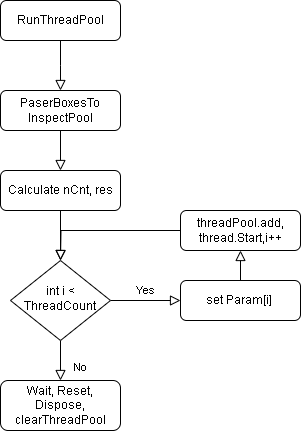 RunThreadPool
PaserBoxesTo
InspectPool
Calculate nCnt, res
threadPool.add,
thread.Start,i++
int i <
ThreadCount
Yes
set Param[i]
No
Wait, Reset,
Dispose,
clearThreadPool